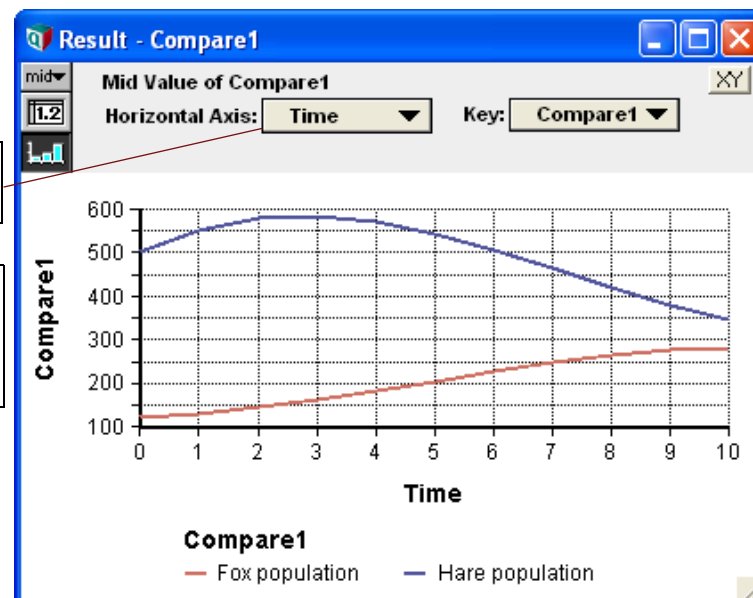 Result - Compare1
mid
Mid Value of Compare1
XY
1.2
Horizontal Axis: Time Key: Compare1
600
500
400
300
200
100
Compare1
0 1 2 3 4 5 6 7 8 9 10
Time
Compare1
Fox population Hare population